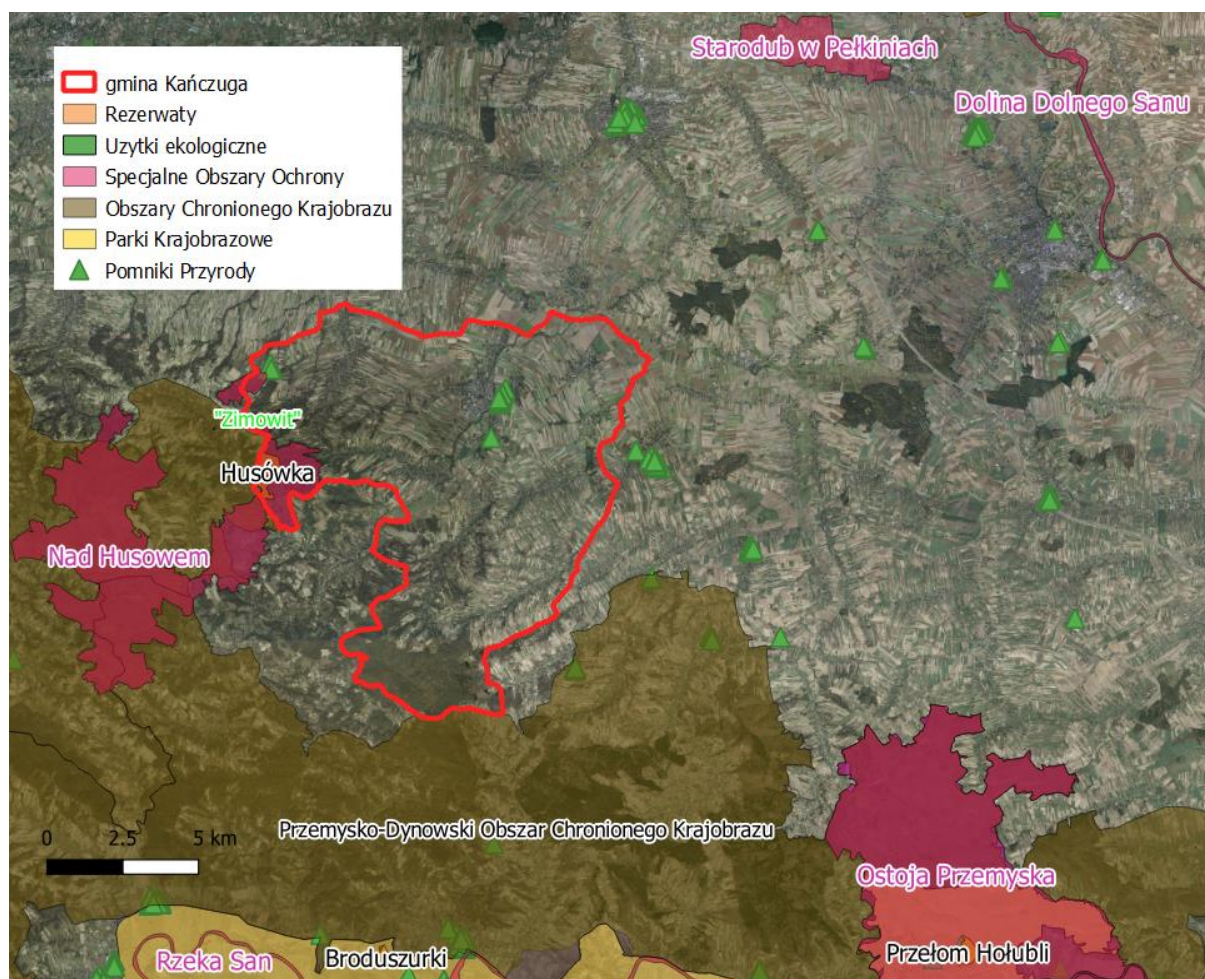 Starodub w Pełkiniach
gmina Kańczuga
Rezerwaty
Uzytki ekologiczne
Specjalne Obszary Ochrony
Obszary Chronionego Krajobrazu
Parki Krajobrazowe
Pomniki Przyrody
Dolina Dolnego Sanu
"Zimowit"
Husówka
Nad Husowem
0 2.5 5 km
Przemysko-Dynowski Obszar Chronionego Krajobrazu
Ostoja Przemyska
Rzeka San
Broduszurki
Przełom Hołubli